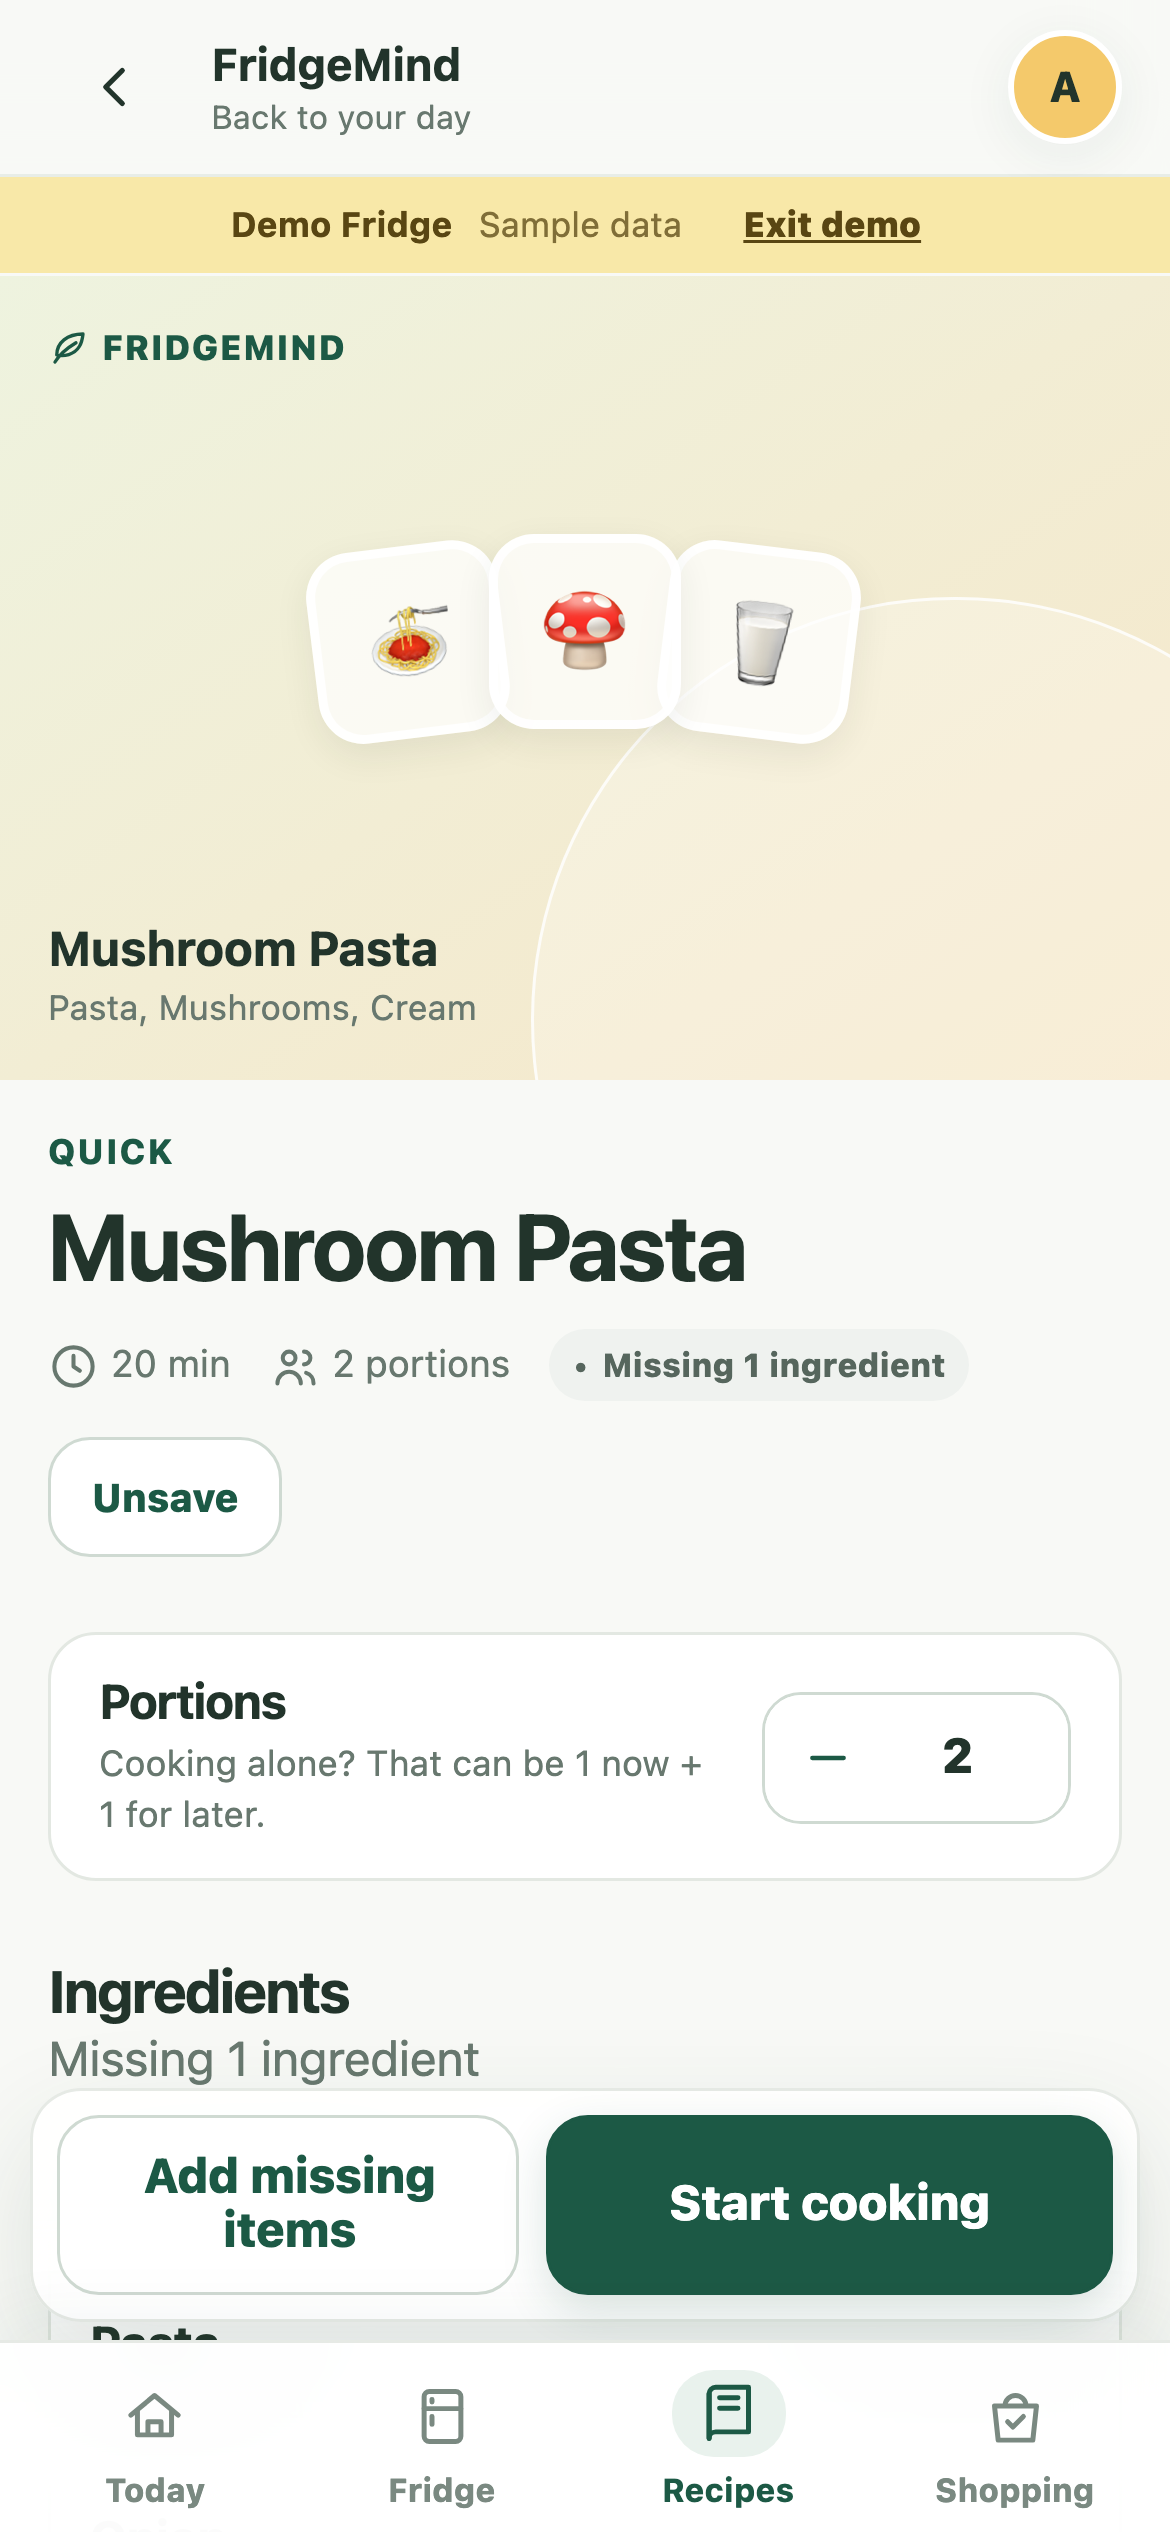 FridgeMind
Back to your day
A
Demo Fridge Sample data Exit demo
FRIDGEMIND
Mushroom Pasta
Pasta, Mushrooms, Cream
QUICK
Mushroom Pasta
20 min 2 portions • Missing 1 ingredient
Unsave
Portions
Cooking alone? That can be 1 now +
1 for later.
— 2
Ingredients
Missing 1 ingredient
Add missing
items
Start cooking
Pasta
Today Fridge Recipes Shopping